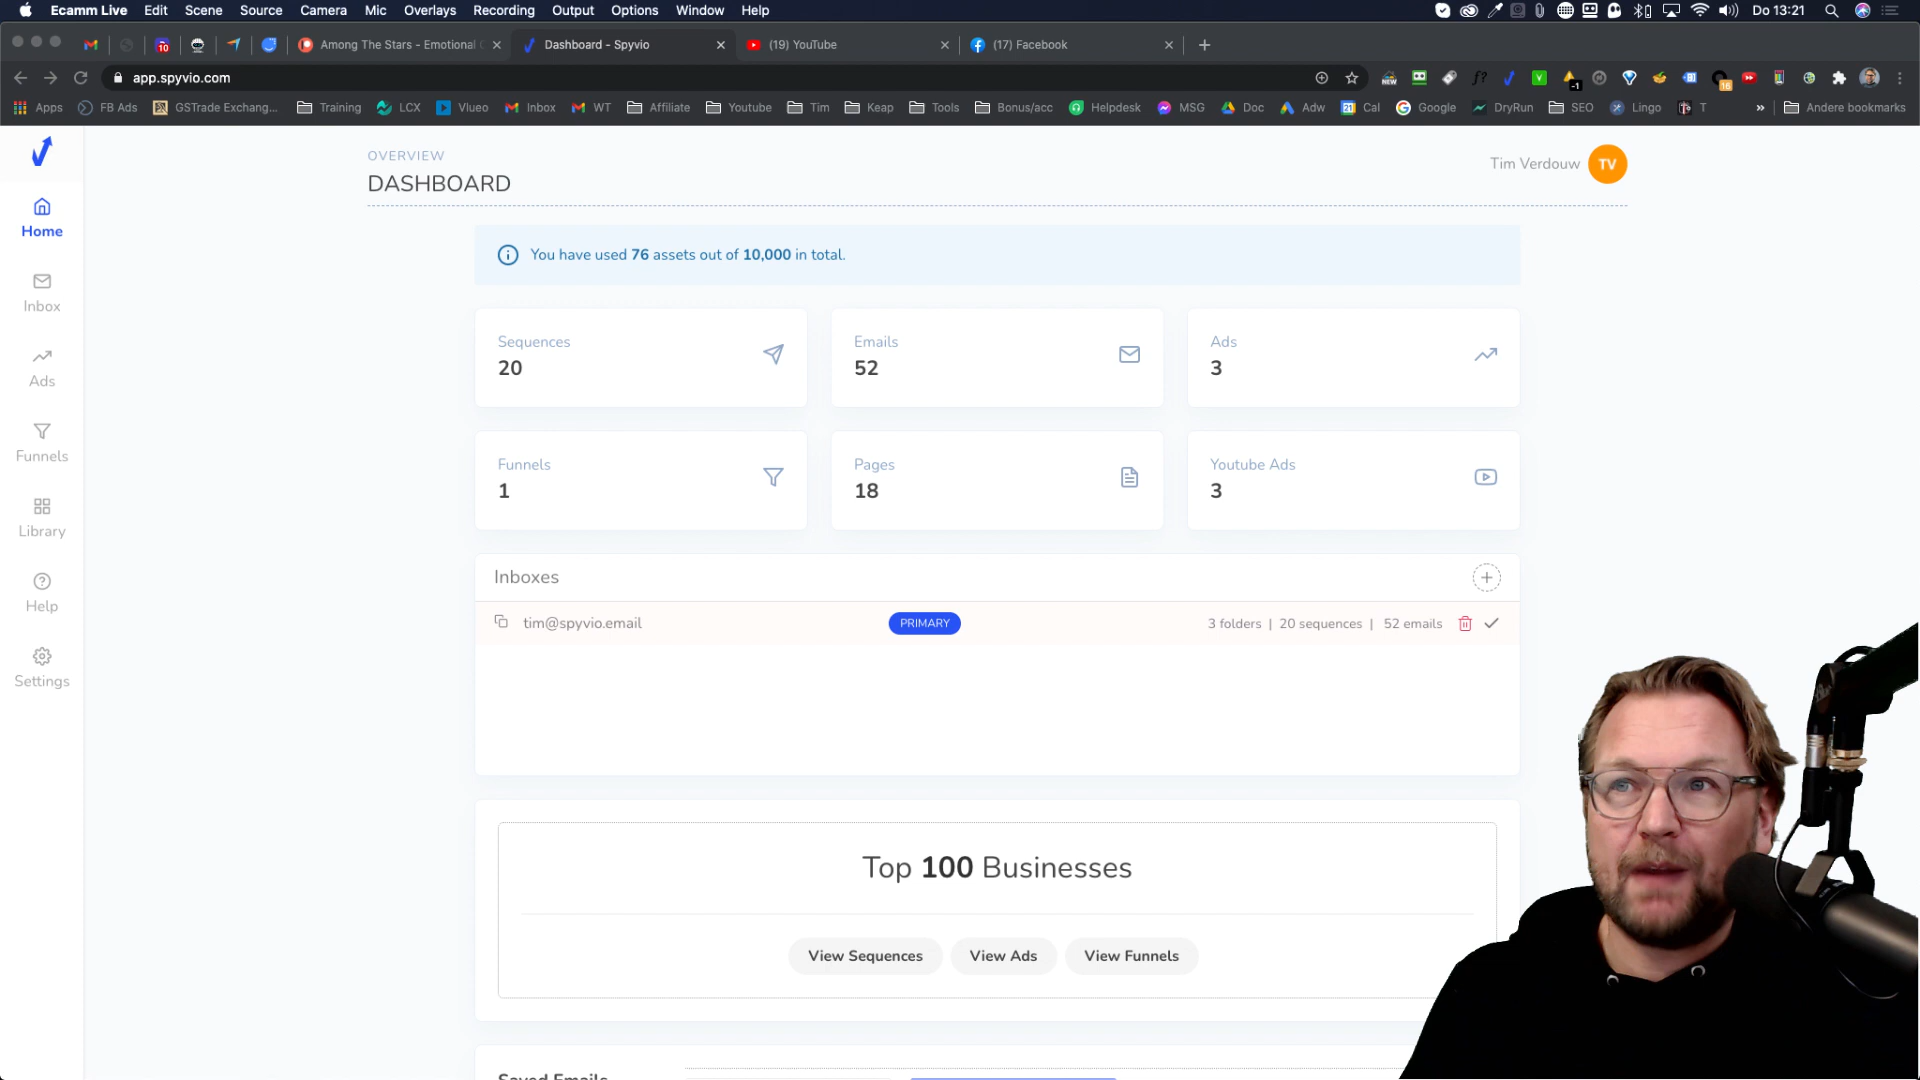 Ecamm Live Edit Scene Source Camera Mic Overlays Recording Output Options Window Help Do 13:21
10 Among The Stars - Emotional Dashboard - Spyvio (19) YouTube (17) Facebook
app.spyvio.com
Apps FB Ads GSTrade Exchang... Training LCX Vlueo Inbox WT Affiliate Youtube Tim Keap Tools Bonus/acc Helpdesk MSG Doc Adw 21 Cal Google DryRun SEO Lingo T » Andere bookmarks
OVERVIEW
DASHBOARD
Tim Verdouw TV
Home
Inbox
Ads
Funnels
Library
Help
Settings
You have used 76 assets out of 10,000 in total.
Sequences
20
Emails
52
Ads
3
Funnels
1
Pages
18
Youtube Ads
3
Inboxes
tim@spyvio.email PRIMARY 3 folders | 20 sequences | 52 emails
Top 100 Businesses
View Sequences View Ads View Funnels
Saved Emails